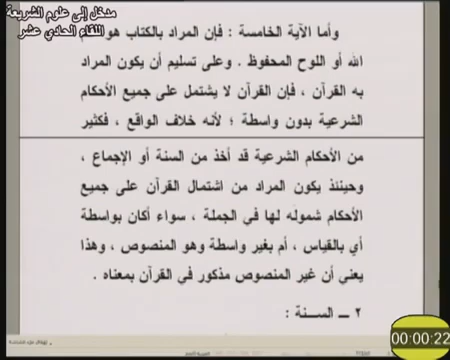 مدخل إلى علوم الشريعة
اللقاء الحادي عشر
وأما الآية الخامسة : فإن المراد بالكتاب هو
الله أو اللوح المحفوظ . وعلى تسليم أن يكون المراد
به القرآن ، فإن القرآن لا يشتمل على جميع الأحكام
الشرعية بدون واسطة ؛ لأنه خلاف الواقع ، فكثير
من الأحكام الشرعية قد أخذ من السنة أو الإجماع ،
وحينئذ يكون المراد من اشتمال القرآن على جميع
الأحكام شموله لها في الجملة ، سواء أكان بواسطة
أي بالقياس ، أم بغير واسطة وهو المنصوص ، وهذا
يعني أن غير المنصوص مذكور في القرآن بمعناه .
٢ ـ الســنة :
00:00:22